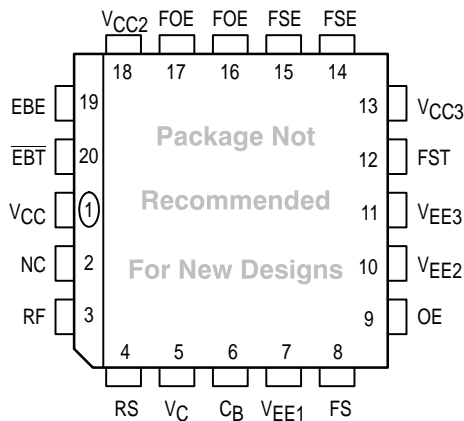 VCC2 FOE FOE FSE FSE
18 17 16 15 14
EBE 19 13 VCC3
EBT 20 Package Not 12 FST
VCC 1 Recommended 11 VEE3
NC 2 For New Designs 10 VEE2
RF 3 9 OE
4 5 6 7 8
RS VC CB VEE1 FS